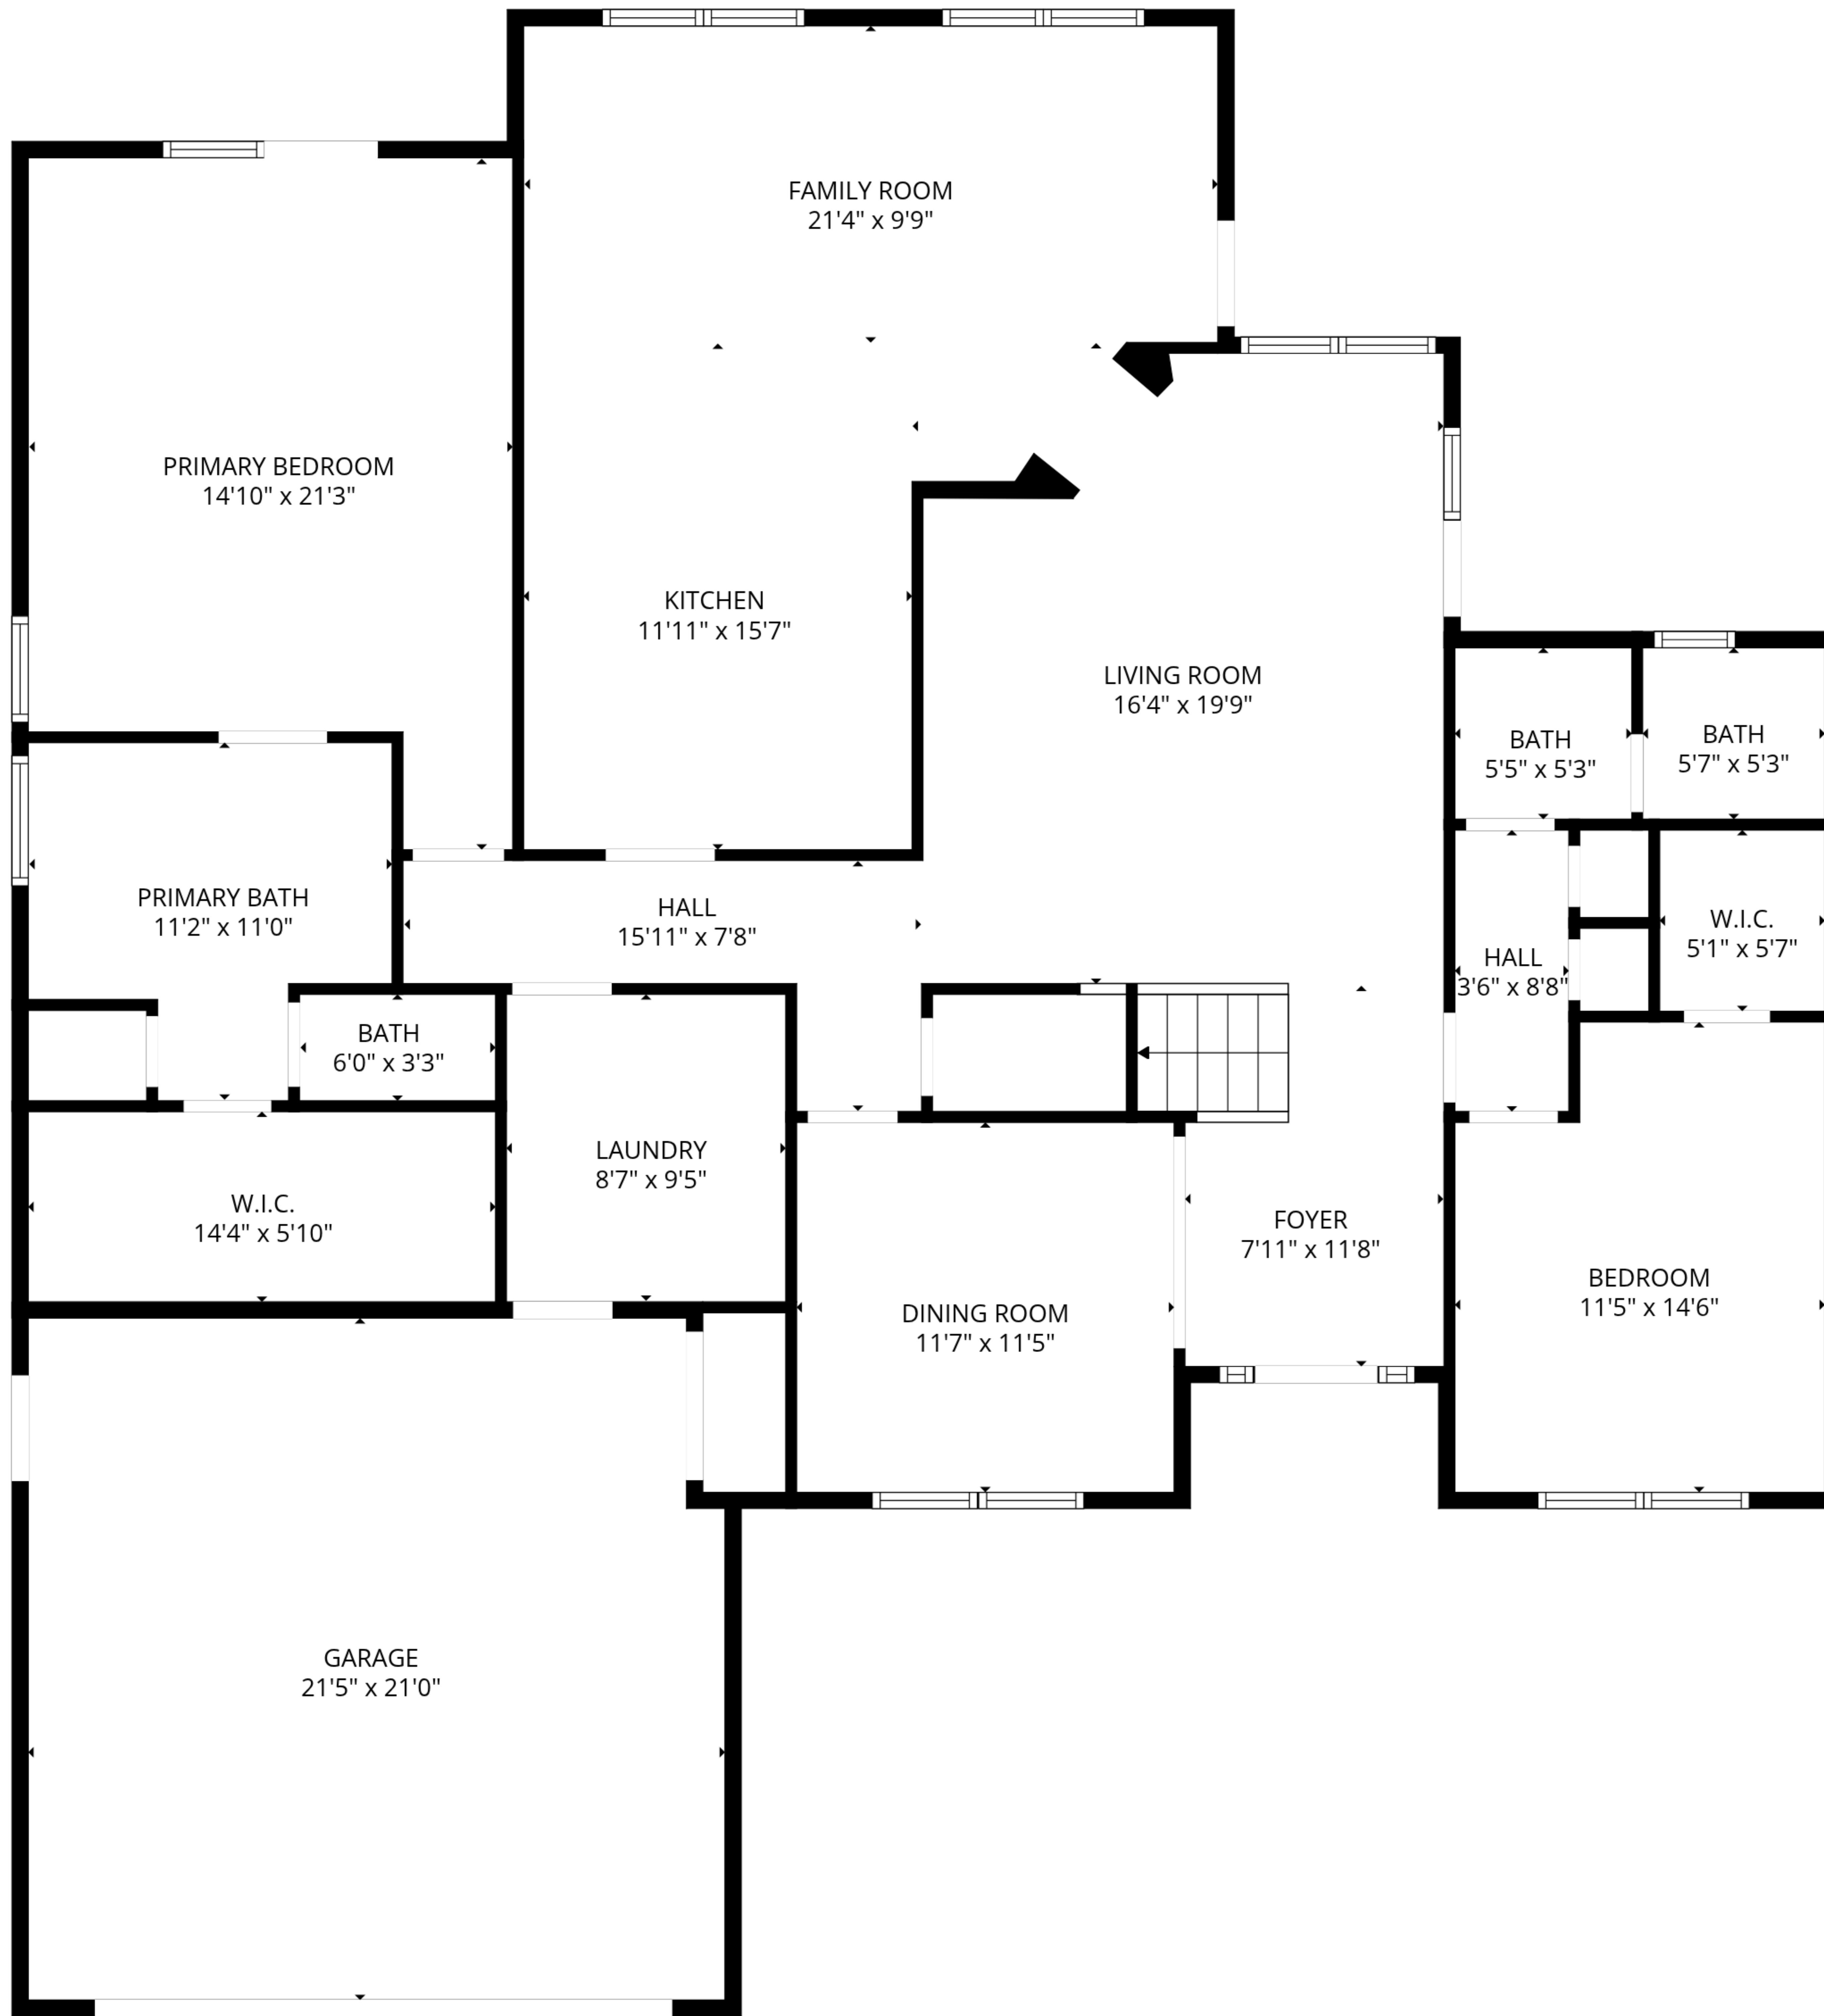 FAMILY ROOM
21'4" x 9'9"
PRIMARY BEDROOM
14'10" x 21'3"
KITCHEN
11'11" x 15'7"
LIVING ROOM
16'4" x 19'9"
BATH
5'5" x 5'3"
BATH
5'7" x 5'3"
PRIMARY BATH
11'2" x 11'0"
HALL
15'11" x 7'8"
W.I.C.
5'1" x 5'7"
HALL
3'6" x 8'8"
BATH
6'0" x 3'3"
LAUNDRY
8'7" x 9'5"
W.I.C.
14'4" x 5'10"
FOYER
7'11" x 11'8"
BEDROOM
11'5" x 14'6"
DINING ROOM
11'7" x 11'5"
GARAGE
21'5" x 21'0"